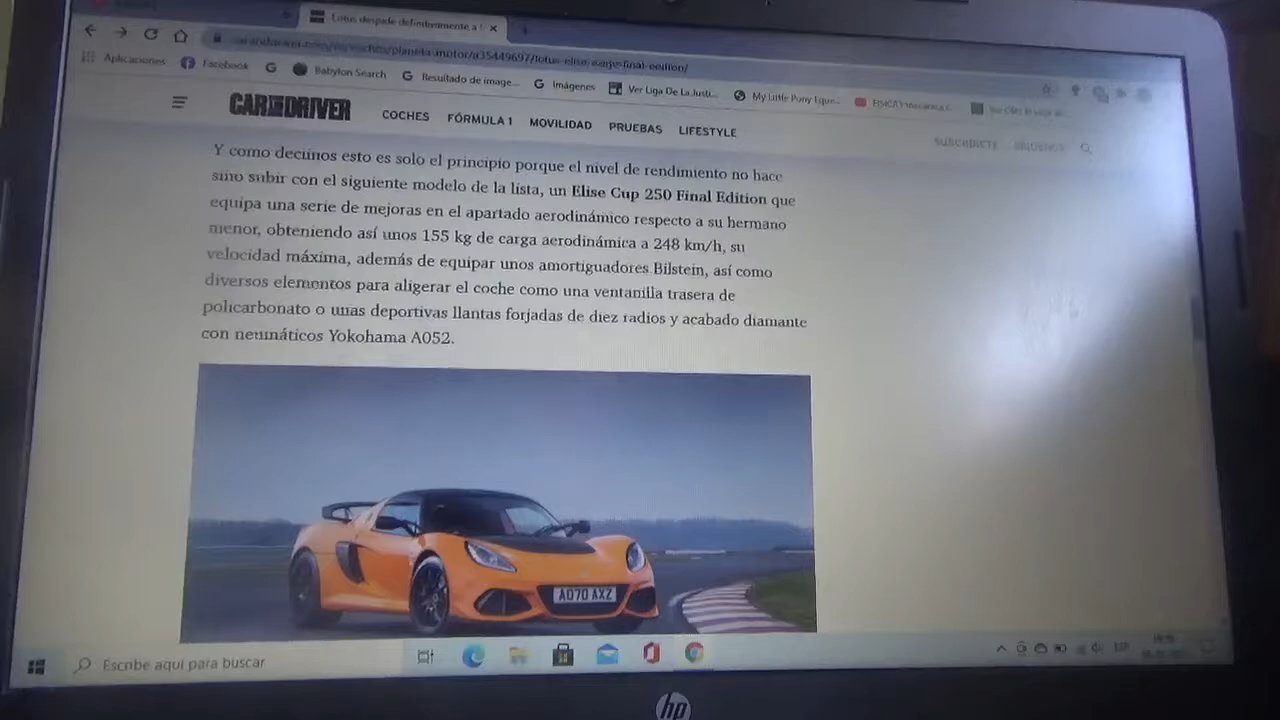 Lotus despide definitivamente a l
planeta-motor/a35449697/lotus-elise-exige-final-edition/
Aplicaciones Facebook Babylon Search Resultado de image... Imágenes Ver Liga De La Justi... My Little Pony Eque...
CAR AND DRIVER COCHES FÓRMULA 1 MOVILIDAD PRUEBAS LIFESTYLE SUSCRÍBETE SÍGUENOS
Y como decimos esto es solo el principio porque el nivel de rendimiento no hace
sino subir con el siguiente modelo de la lista, un Elise Cup 250 Final Edition que
equipa una serie de mejoras en el apartado aerodinámico respecto a su hermano
menor, obteniendo así unos 155 kg de carga aerodinámica a 248 km/h, su
velocidad máxima, además de equipar unos amortiguadores Bilstein, así como
diversos elementos para aligerar el coche como una ventanilla trasera de
policarbonato o unas deportivas llantas forjadas de diez radios y acabado diamante
con neumáticos Yokohama A052.
AO70 AXZ
Escribe aquí para buscar
ESP
hp